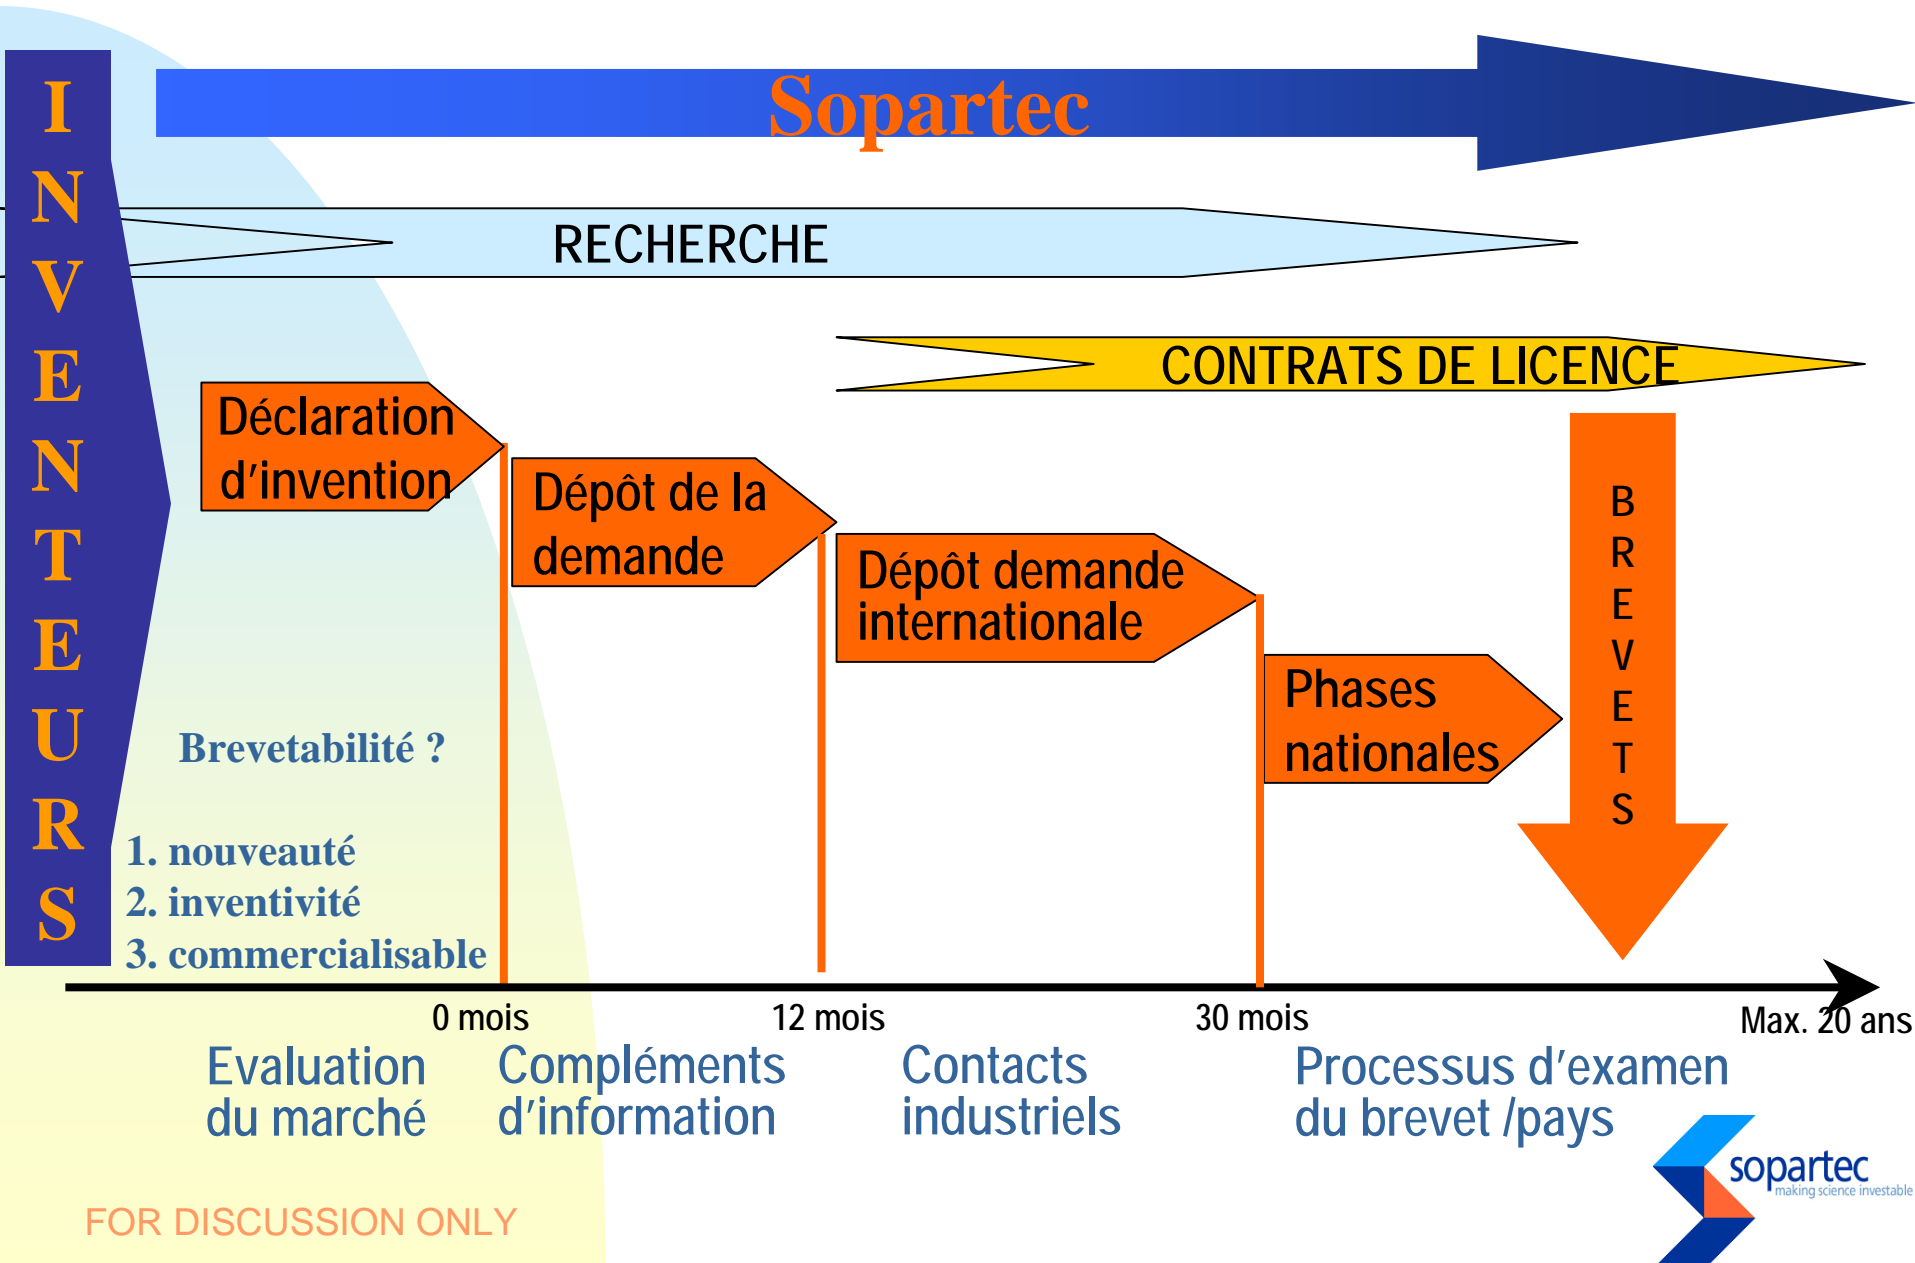 INVENTEURS
Sopartec
RECHERCHE
CONTRATS DE LICENCE
Déclaration
d'invention
Dépôt de la
demande
Dépôt demande
internationale
Phases
nationales
BREVETS
Brevetabilité ?
1. nouveauté
2. inventivité
3. commercialisable
0 mois
12 mois
30 mois
Max. 20 ans
Evaluation
du marché
Compléments
d'information
Contacts
industriels
Processus d'examen
du brevet /pays
sopartec
making science investable
FOR DISCUSSION ONLY